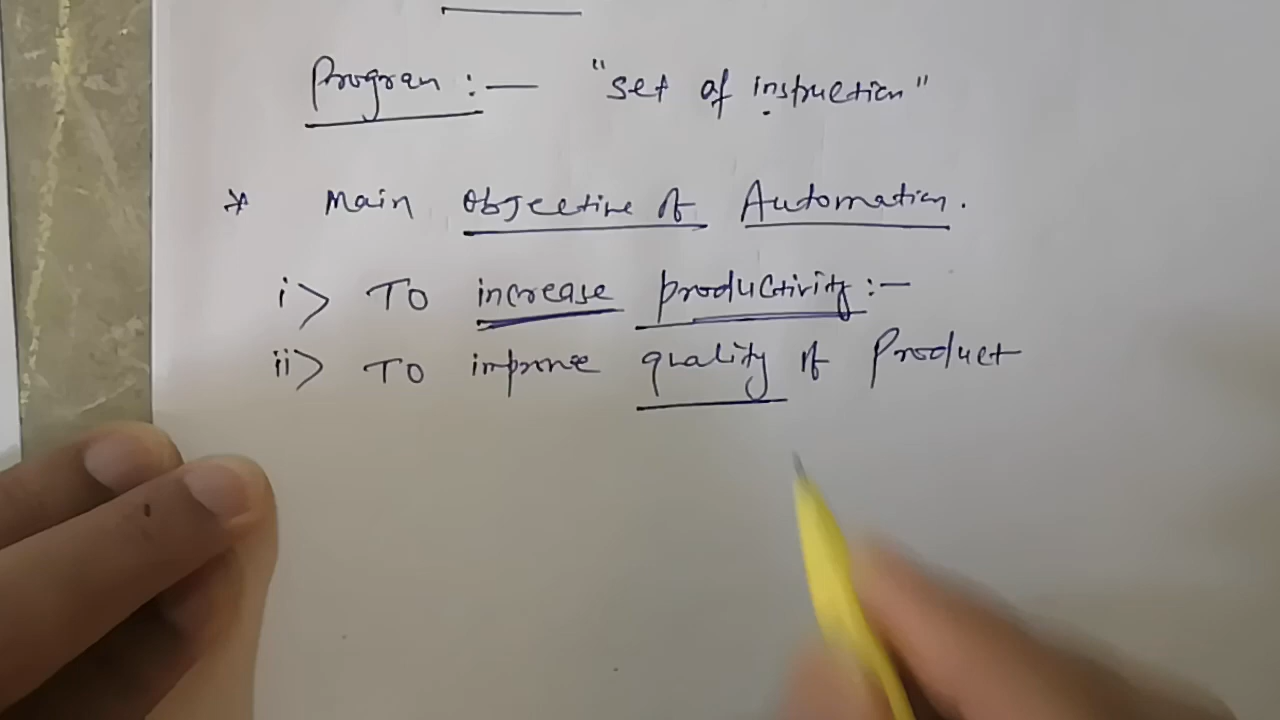 Program :— "set of instruction"
* Main Objective of Automation.
i> To increase productivity :—
ii> To improve quality of Product